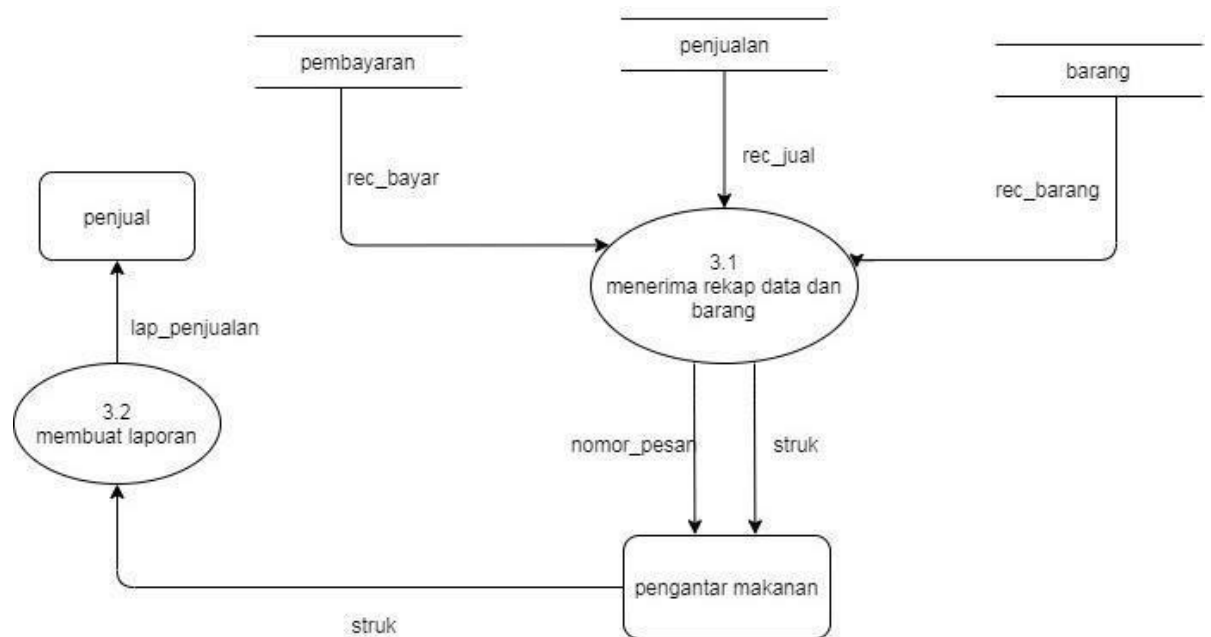 penjualan
pembayaran
barang
rec_jual
rec_bayar
rec_barang
penjual
3.1
menerima rekap data dan
barang
lap_penjualan
3.2
membuat laporan
nomor_pesan
struk
pengantar makanan
struk